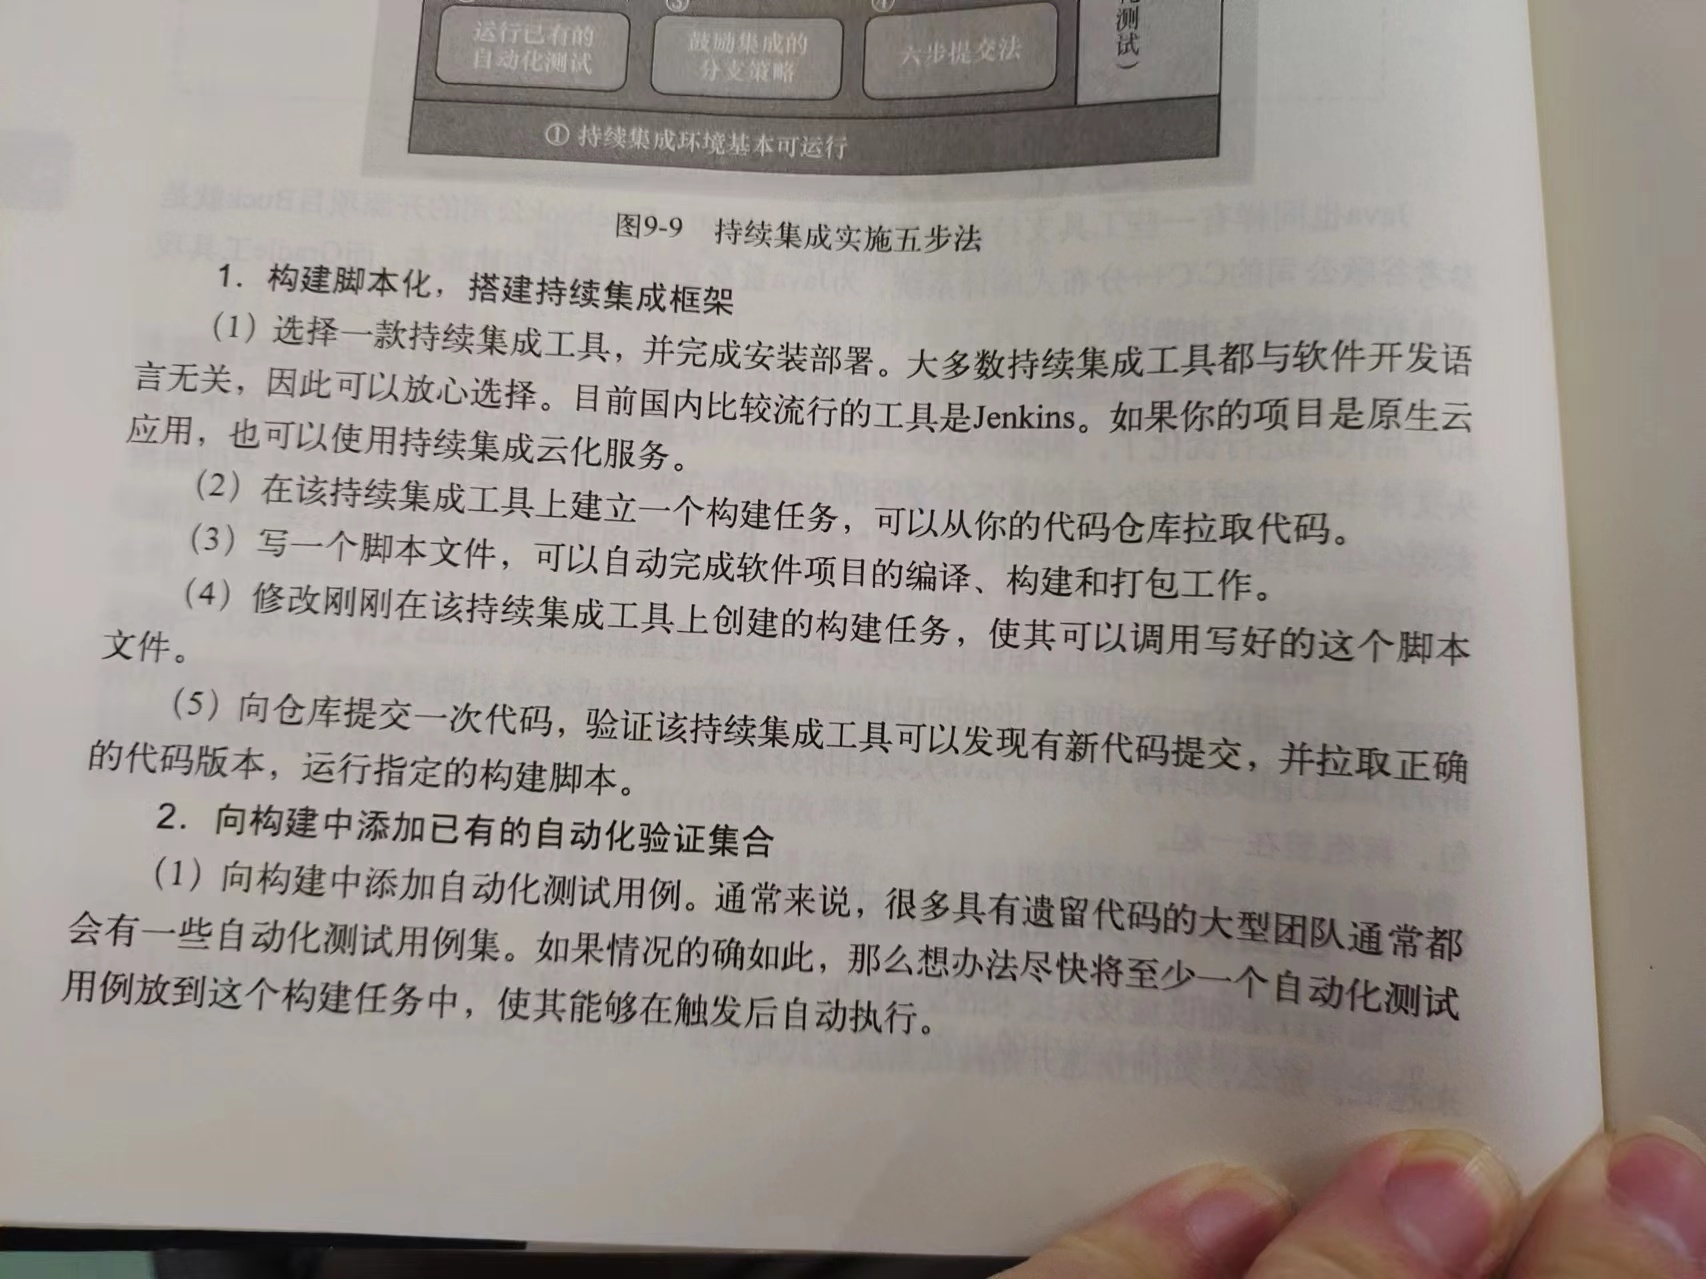 测试）
③
④
运行已有的
自动化测试
鼓励集成的
分支策略
六步提交法
① 持续集成环境基本可运行
图9-9 持续集成实施五步法
1．构建脚本化，搭建持续集成框架
（1）选择一款持续集成工具，并完成安装部署。大多数持续集成工具都与软件开发语
言无关，因此可以放心选择。目前国内比较流行的工具是Jenkins。如果你的项目是原生云
应用，也可以使用持续集成云化服务。
（2）在该持续集成工具上建立一个构建任务，可以从你的代码仓库拉取代码。
（3）写一个脚本文件，可以自动完成软件项目的编译、构建和打包工作。
（4）修改刚刚在该持续集成工具上创建的构建任务，使其可以调用写好的这个脚本
文件。
（5）向仓库提交一次代码，验证该持续集成工具可以发现有新代码提交，并拉取正确
的代码版本，运行指定的构建脚本。
2．向构建中添加已有的自动化验证集合
（1）向构建中添加自动化测试用例。通常来说，很多具有遗留代码的大型团队通常都
会有一些自动化测试用例集。如果情况的确如此，那么想办法尽快将至少一个自动化测试
用例放到这个构建任务中，使其能够在触发后自动执行。